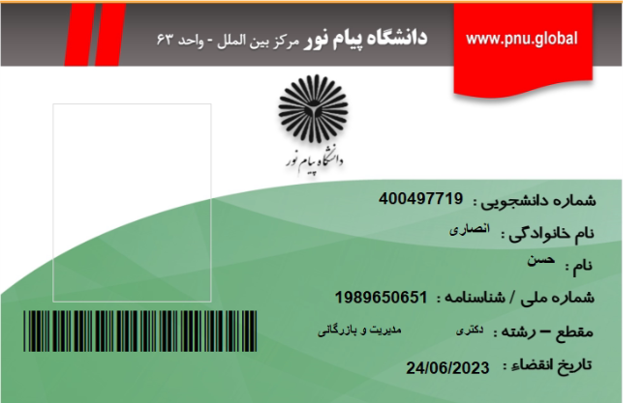 دانشگاه پیام نور مرکز بین الملل - واحد ۶۳
www.pnu.global
دانشگاه پیام نور
شماره دانشجویی : 400497719
نام خانوادگی : انصاری
نام : حسن
شماره ملی / شناسنامه : 1989650651
مقطع – رشته : دکتری مدیریت و بازرگانی
تاریخ انقضاء : 24/06/2023